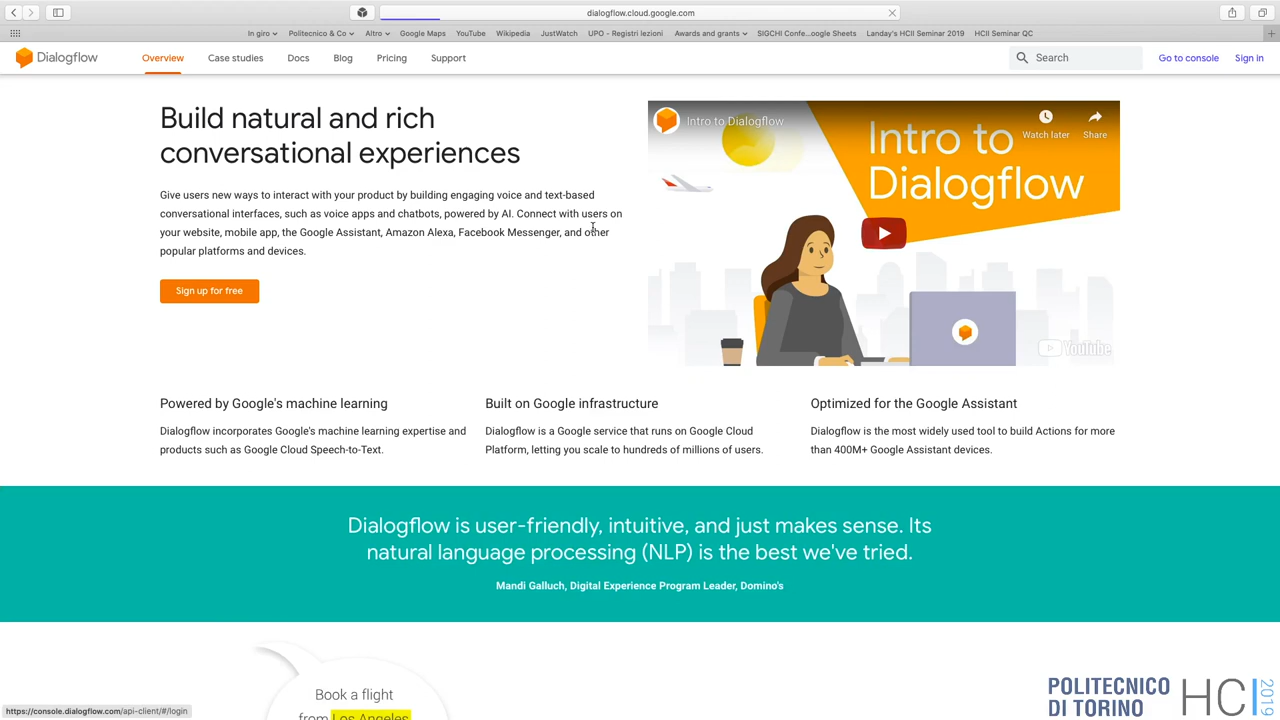 dialogflow.cloud.google.com
In giro
Politecnico & Co
Altro
Google Maps
YouTube
Wikipedia
JustWatch
UPO - Registri lezioni
Awards and grants
SIGCHI Confe...oogle Sheets
Landay's HCII Seminar 2019
HCII Seminar QC
Dialogflow
Overview
Case studies
Docs
Blog
Pricing
Support
Search
Go to console
Sign in
Build natural and rich
conversational experiences
Give users new ways to interact with your product by building engaging voice and text-based
conversational interfaces, such as voice apps and chatbots, powered by AI. Connect with users on
your website, mobile app, the Google Assistant, Amazon Alexa, Facebook Messenger, and other
popular platforms and devices.
Sign up for free
Intro to Dialogflow
Watch later
Share
Intro to
Dialogflow
YouTube
Powered by Google's machine learning
Dialogflow incorporates Google's machine learning expertise and
products such as Google Cloud Speech-to-Text.
Built on Google infrastructure
Dialogflow is a Google service that runs on Google Cloud
Platform, letting you scale to hundreds of millions of users.
Optimized for the Google Assistant
Dialogflow is the most widely used tool to build Actions for more
than 400M+ Google Assistant devices.
Dialogflow is user-friendly, intuitive, and just makes sense. Its
natural language processing (NLP) is the best we've tried.
Mandi Galluch, Digital Experience Program Leader, Domino's
Book a flight
from Los Angeles
https://console.dialogflow.com/api-client/#/login
POLITECNICO
DI TORINO
HCI
2019